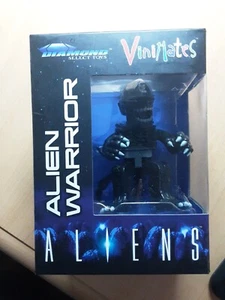 DIAMOND
SELECT TOYS
VINIMATES
ALIEN
WARRIOR
ALIENS